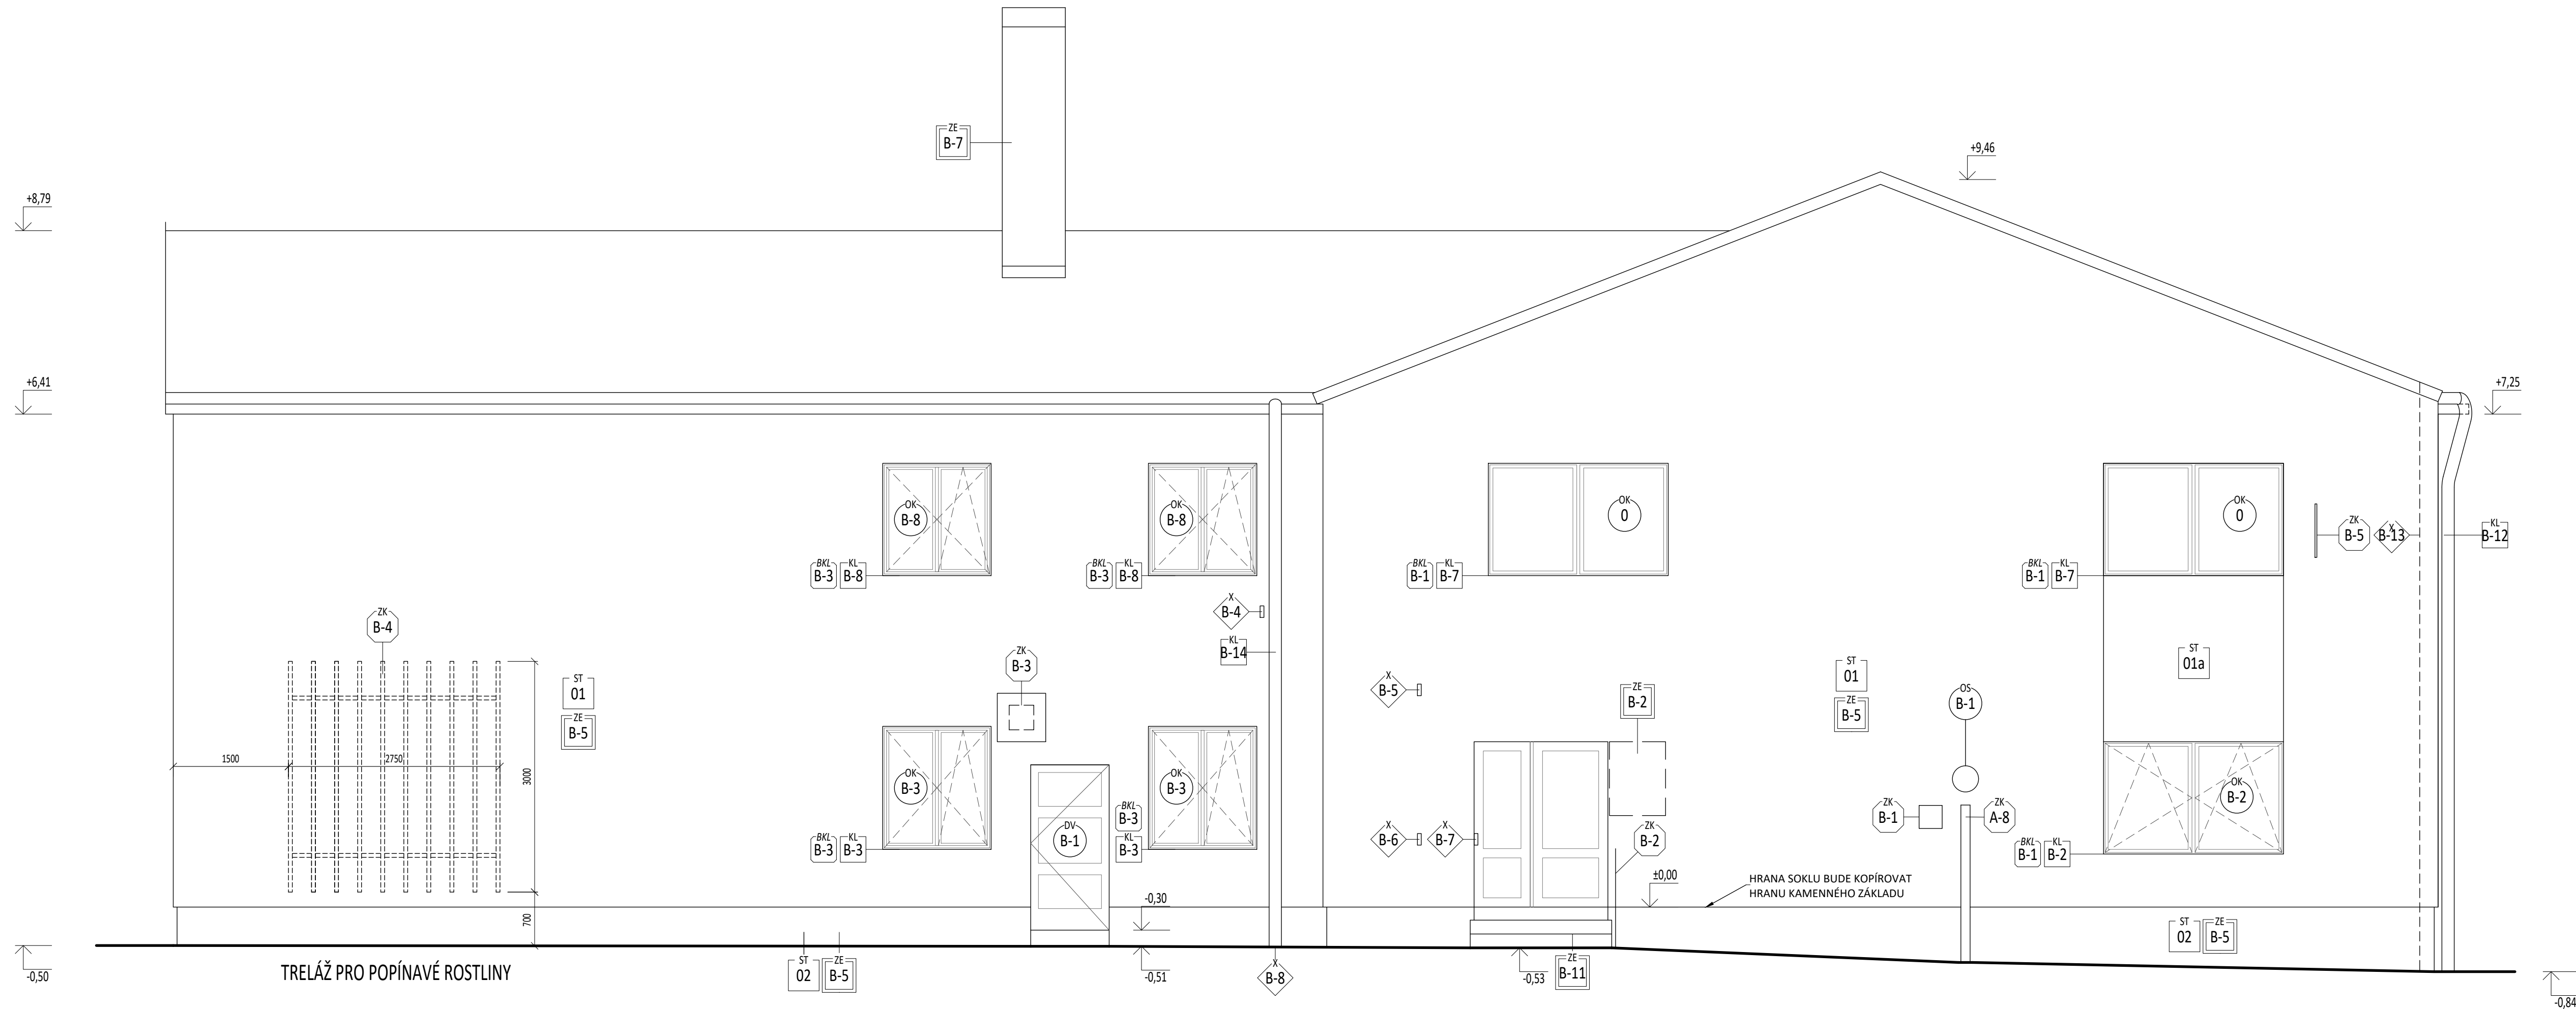 ZE
B-7
+9,46
+8,79
+6,41
+7,25
OK
B-8
OK
B-8
OK
0
OK
0
ZK
B-5
X
B-13
KL
B-12
BKL
B-3
KL
B-8
BKL
B-3
KL
B-8
BKL
B-1
KL
B-7
BKL
B-1
KL
B-7
X
B-4
ZK
B-4
KL
B-14
ZK
B-3
ST
01
ZE
B-5
X
B-5
ZE
B-2
ST
01
ZE
B-5
OS
B-1
ST
01a
1500
2750
3000
OK
B-3
OK
B-3
OK
B-2
BKL
B-3
KL
B-3
DV
B-1
BKL
B-3
KL
B-3
X
B-6
X
B-7
ZK
B-2
ZK
B-1
ZK
A-8
BKL
B-1
KL
B-2
±0,00
HRANA SOKLU BUDE KOPÍROVAT
HRANU KAMENNÉHO ZÁKLADU
-0,30
700
ST
02
ZE
B-5
-0,50
TRELÁŽ PRO POPÍNAVÉ ROSTLINY
ST
02
ZE
B-5
-0,51
X
B-8
-0,53
ZE
B-11
-0,84